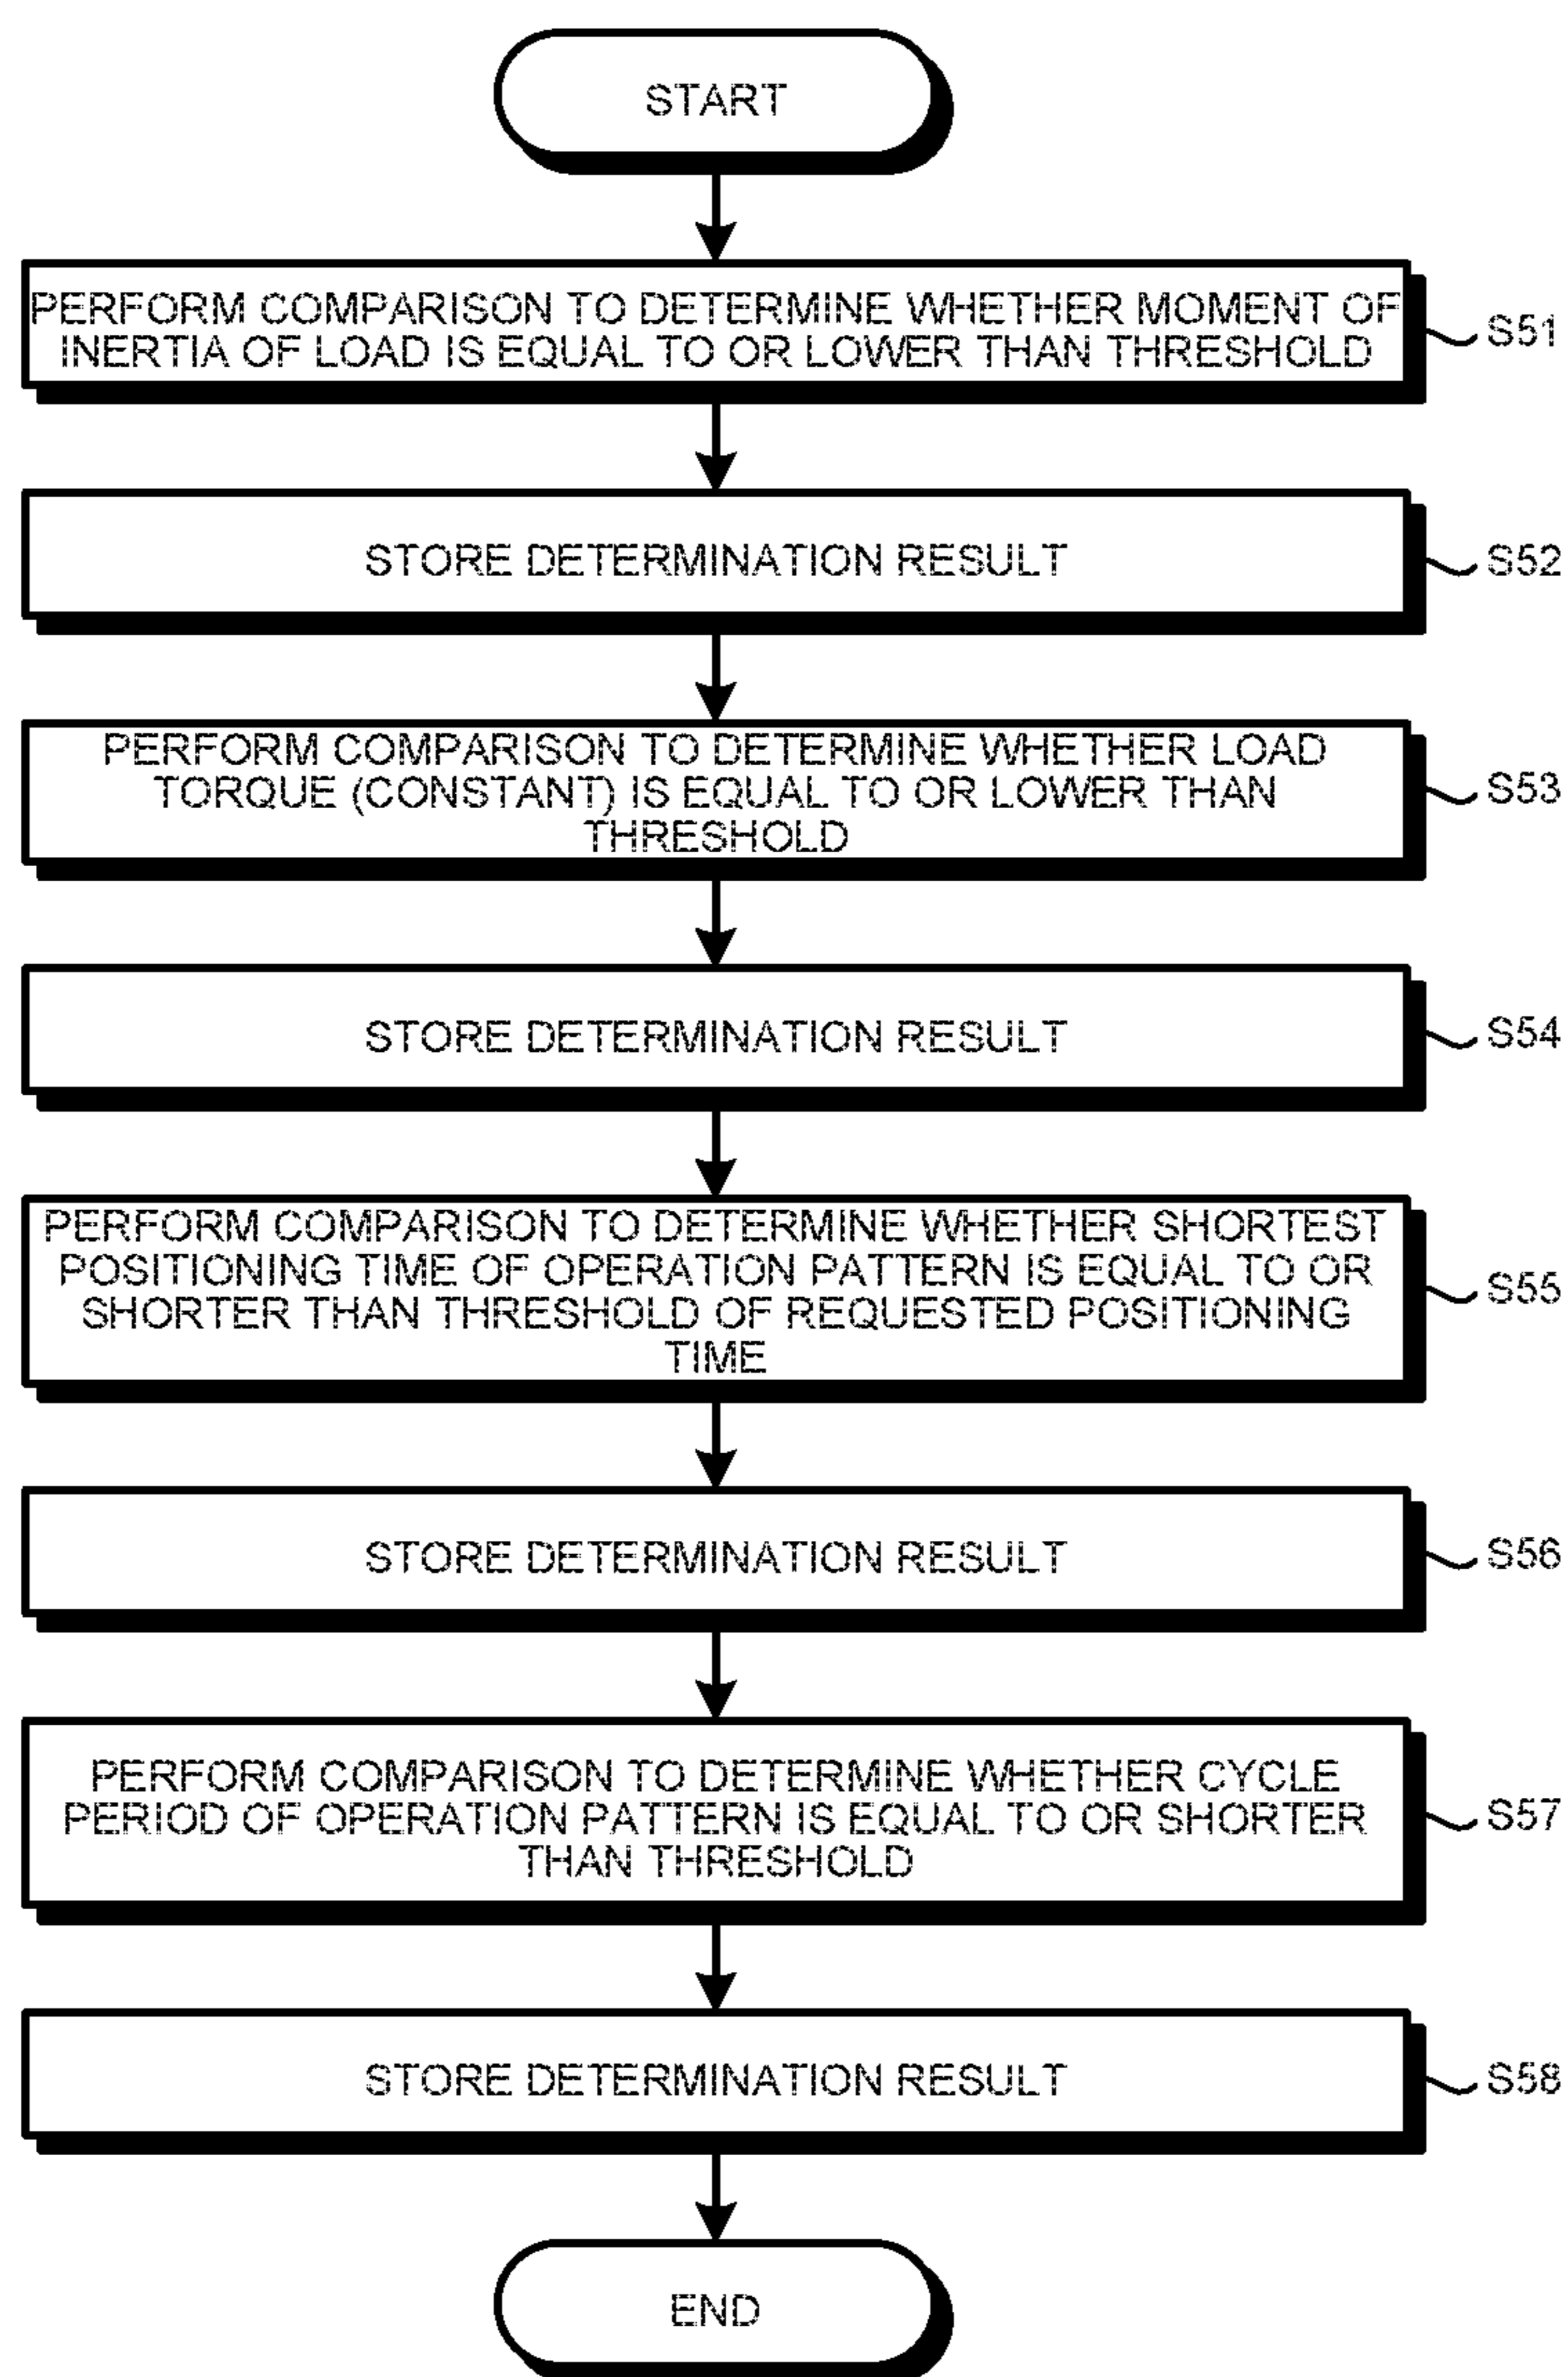 START
PERFORM COMPARISON TO DETERMINE WHETHER MOMENT OF
INERTIA OF LOAD IS EQUAL TO OR LOWER THAN THRESHOLD
S51
STORE DETERMINATION RESULT
S52
PERFORM COMPARISON TO DETERMINE WHETHER LOAD
TORQUE (CONSTANT) IS EQUAL TO OR LOWER THAN
THRESHOLD
S53
STORE DETERMINATION RESULT
S54
PERFORM COMPARISON TO DETERMINE WHETHER SHORTEST
POSITIONING TIME OF OPERATION PATTERN IS EQUAL TO OR
SHORTER THAN THRESHOLD OF REQUESTED POSITIONING
TIME
S55
STORE DETERMINATION RESULT
S56
PERFORM COMPARISON TO DETERMINE WHETHER CYCLE
PERIOD OF OPERATION PATTERN IS EQUAL TO OR SHORTER
THAN THRESHOLD
S57
STORE DETERMINATION RESULT
S58
END